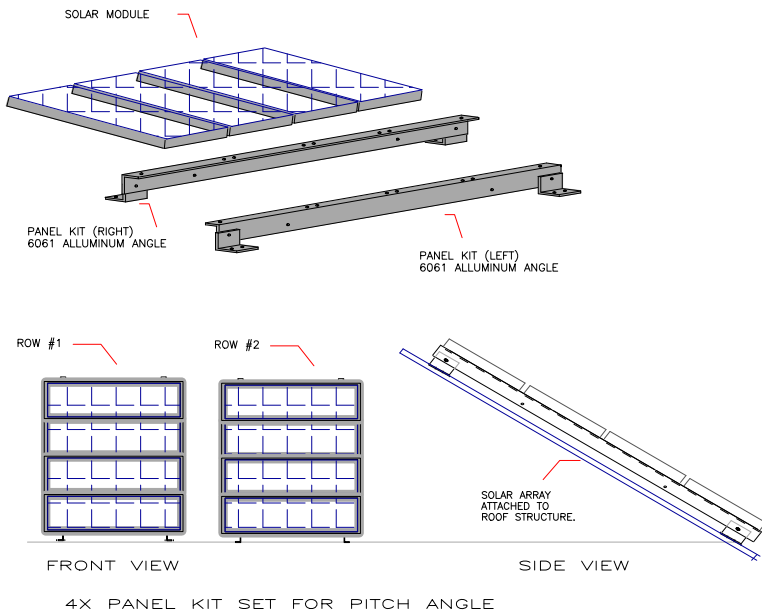 SOLAR MODULE
PANEL KIT (RIGHT)
6061 ALLUMINUM ANGLE
PANEL KIT (LEFT)
6061 ALLUMINUM ANGLE
ROW #1
ROW #2
SOLAR ARRAY
ATTACHED TO
ROOF STRUCTURE.
FRONT VIEW
SIDE VIEW
4X PANEL KIT SET FOR PITCH ANGLE